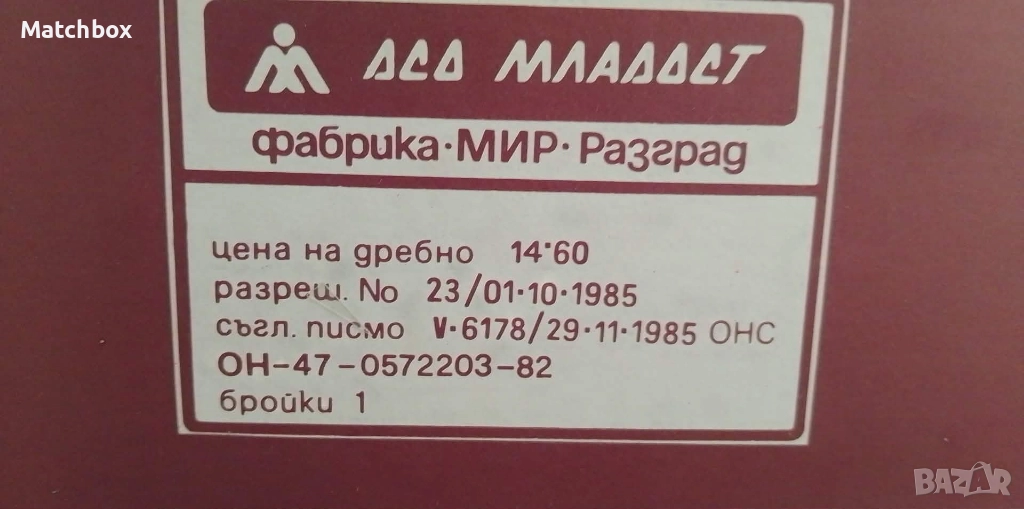 Matchbox
ДСО МЛАДОСТ
фабрика·МИР·Разград
цена на дребно 14·60
разреш. No 23/01·10·1985
съгл. писмо V·6178/29·11·1985 ОНС
ОН-47-0572203-82
бройки 1
BAZAR